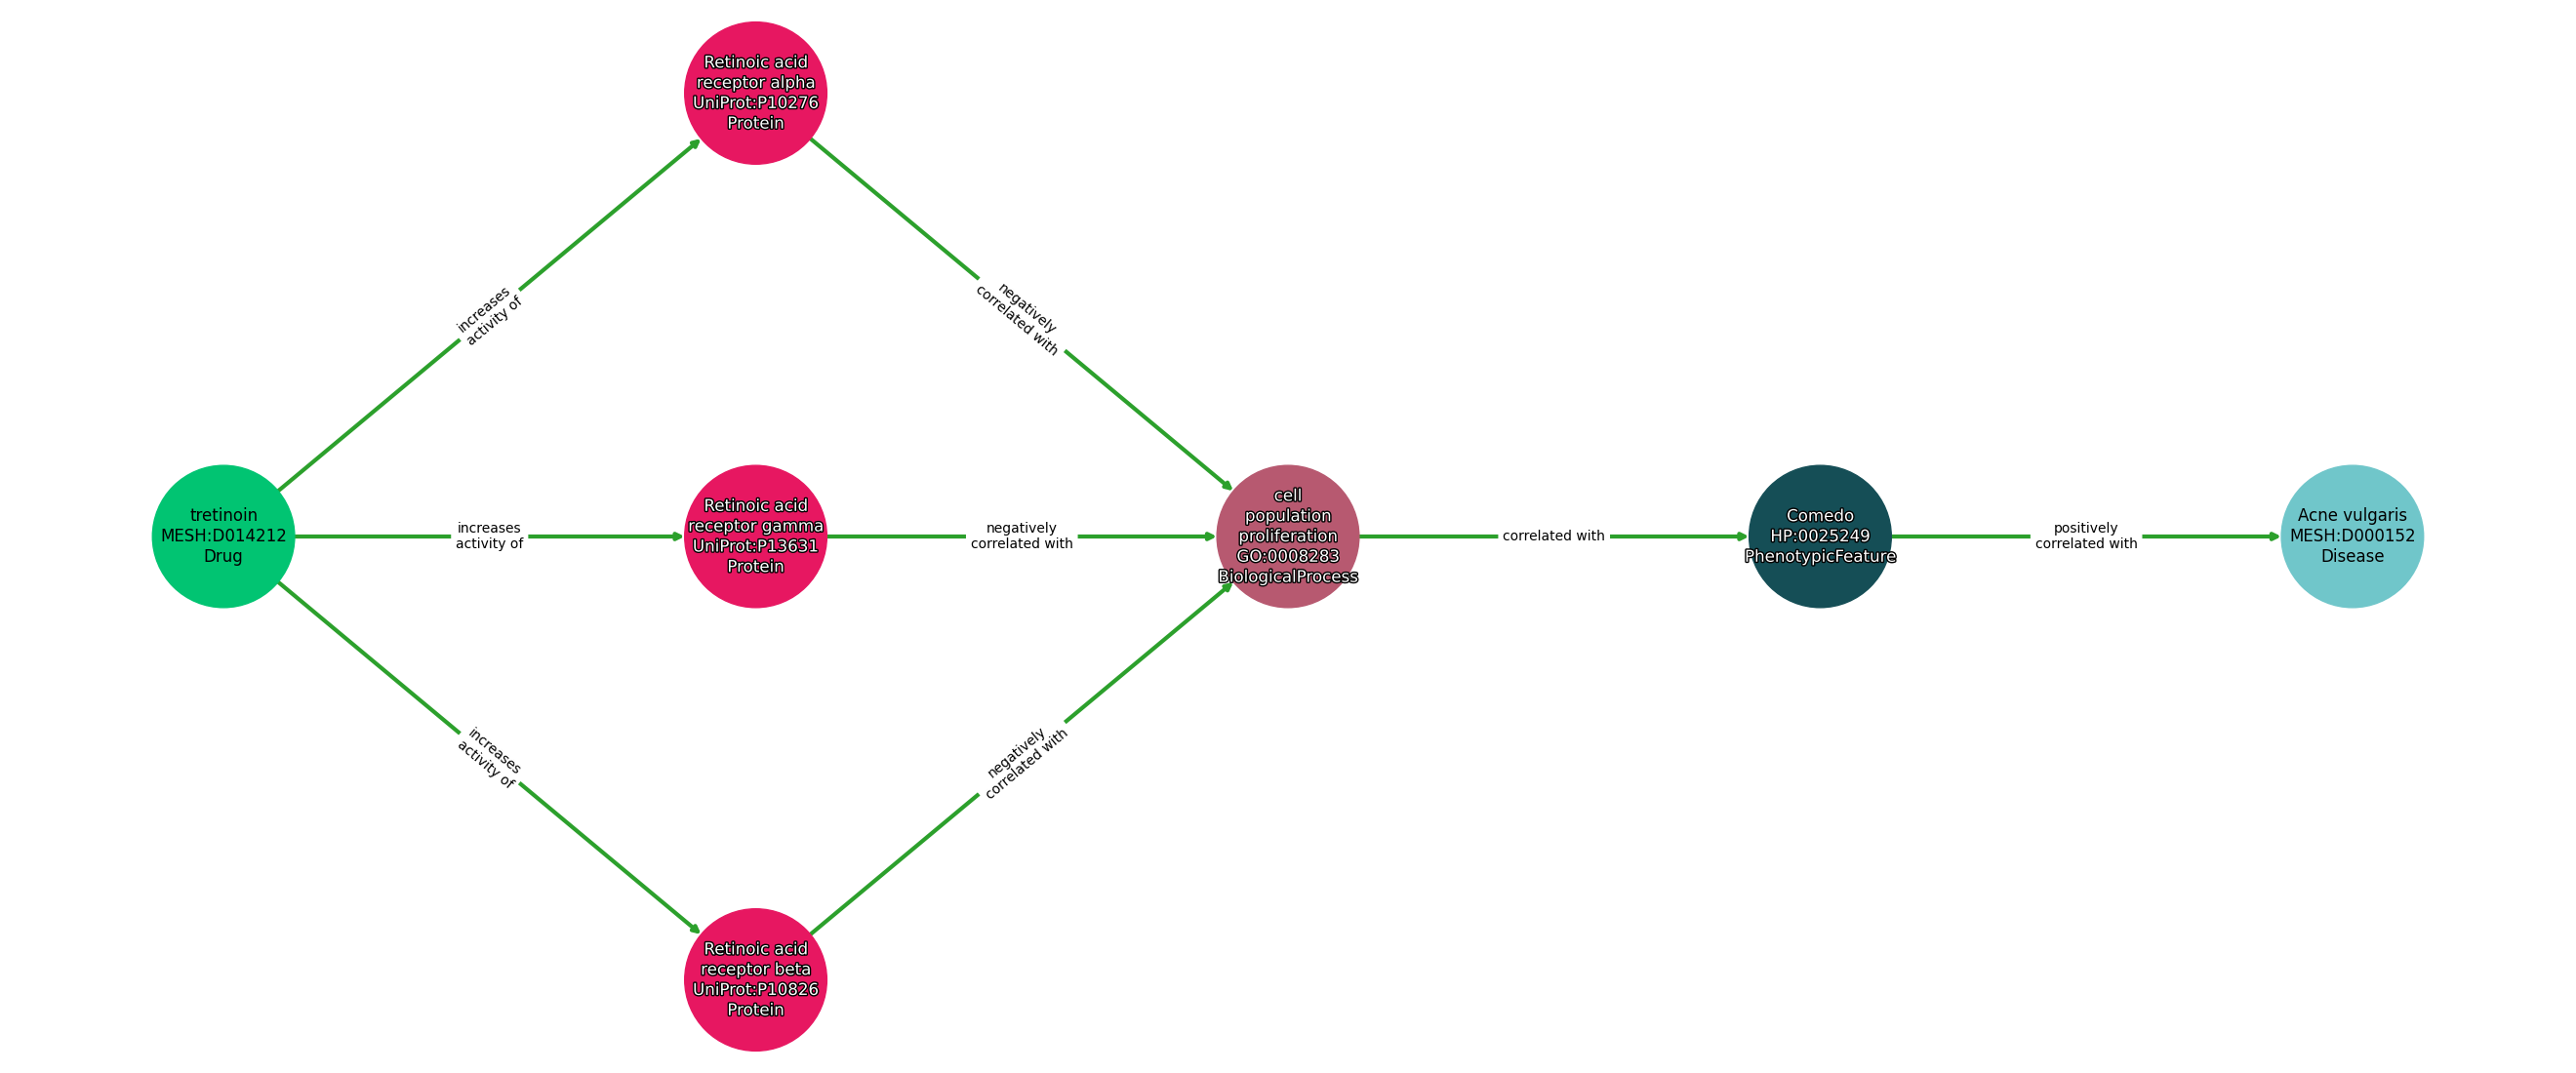 Retinoic acid
receptor alpha
UniProt:P10276
Protein
increases
activity of
negatively
correlated with
tretinoin
MESH:D014212
Drug
increases
activity of
Retinoic acid
receptor gamma
UniProt:P13631
Protein
negatively
correlated with
cell
population
proliferation
GO:0008283
BiologicalProcess
correlated with
Comedo
HP:0025249
PhenotypicFeature
positively
correlated with
Acne vulgaris
MESH:D000152
Disease
increases
activity of
negatively
correlated with
Retinoic acid
receptor beta
UniProt:P10826
Protein